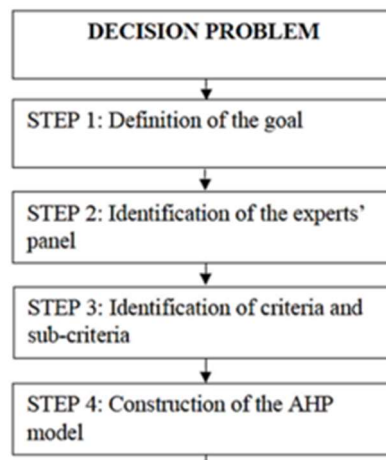 DECISION PROBLEM
STEP 1: Definition of the goal
STEP 2: Identification of the experts'
panel
STEP 3: Identification of criteria and
sub-criteria
STEP 4: Construction of the AHP
model